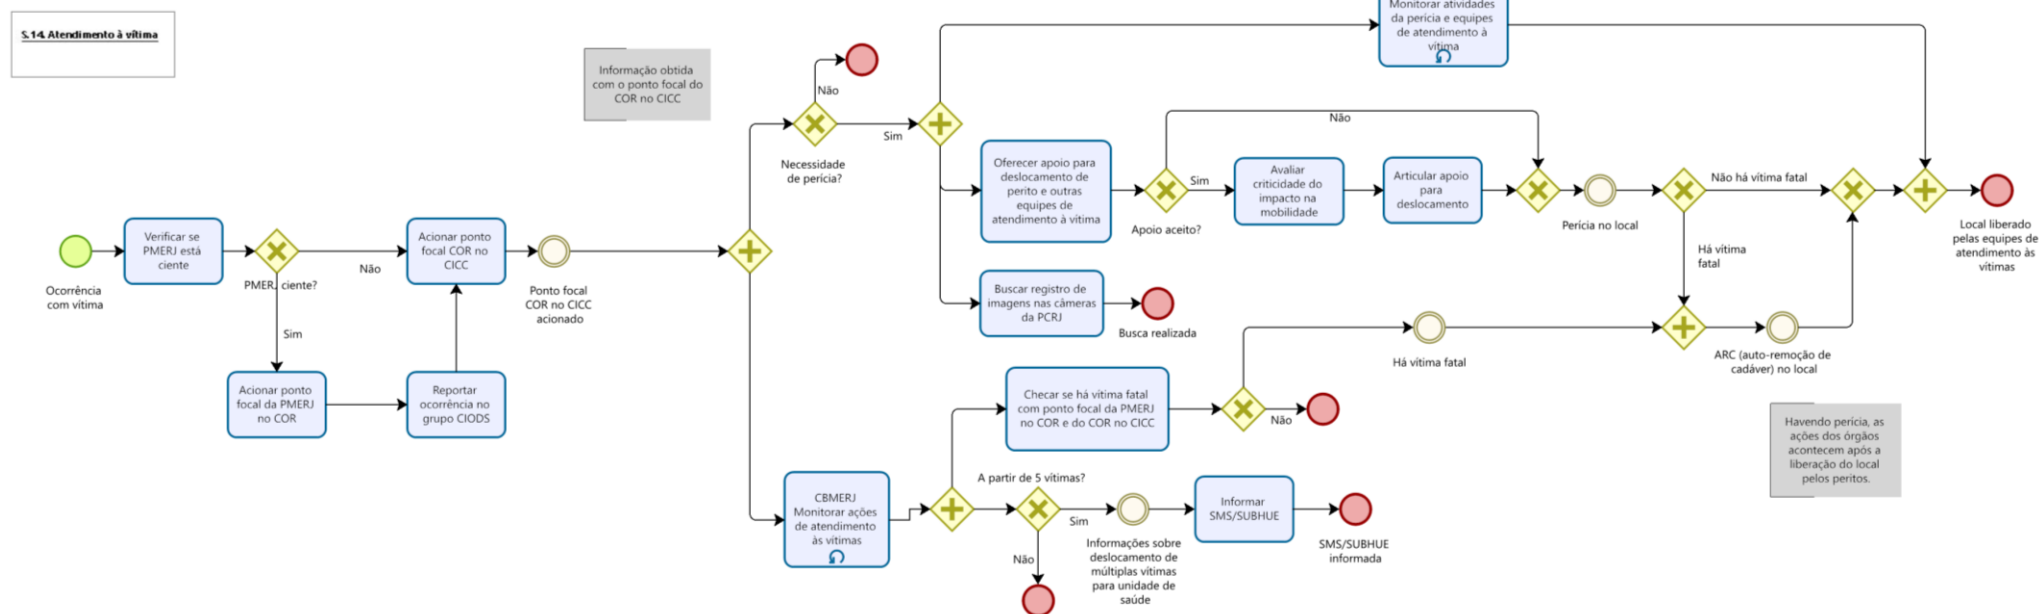 S.14. Atendimento à vítima
Informação obtida
com o ponto focal do
COR no CICC
Monitorar atividades
da perícia e equipes
de atendimento à
vítima
Não
Sim
Necessidade
de perícia?
Não
Oferecer apoio para
deslocamento de
perito e outras
equipes de
atendimento à vítima
Sim
Apoio aceito?
Avaliar
criticidade do
impacto na
mobilidade
Articular apoio
para
deslocamento
Perícia no local
Não há vítima fatal
Há vítima
fatal
Local liberado
pelas equipes de
atendimento às
vítimas
Ocorrência
com vítima
Verificar se
PMERJ está
ciente
PMERJ ciente?
Não
Sim
Acionar ponto
focal COR no
CICC
Ponto focal
COR no CICC
acionado
Acionar ponto
focal da PMERJ
no COR
Reportar
ocorrência no
grupo CIODS
Buscar registro de
imagens nas câmeras
da PCRJ
Busca realizada
Checar se há vítima fatal
com ponto focal da PMERJ
no COR e do COR no CICC
Não
Há vítima fatal
ARC (auto-remoção de
cadáver) no local
Havendo perícia, as
ações dos órgãos
acontecem após a
liberação do local
pelos peritos.
CBMERJ
Monitorar ações
de atendimento
às vítimas
A partir de 5 vítimas?
Sim
Não
Informações sobre
deslocamento de
múltiplas vítimas
para unidade de
saúde
Informar
SMS/SUBHUE
SMS/SUBHUE
informada